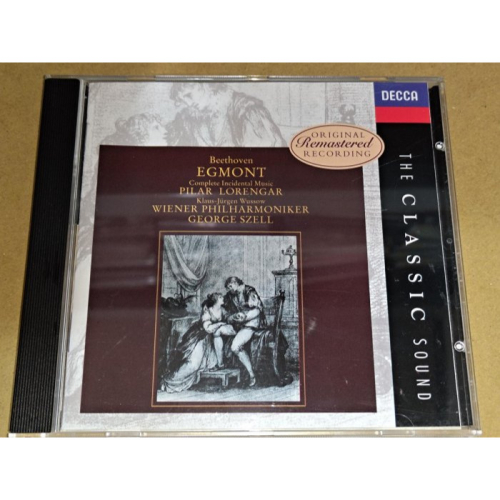 DECCA
ORIGINAL
Remastered
RECORDING
Beethoven
EGMONT
Complete Incidental Music
PILAR LORENGAR
Klaus-Jürgen Wussow
WIENER PHILHARMONIKER
GEORGE SZELL
THE CLASSIC SOUND